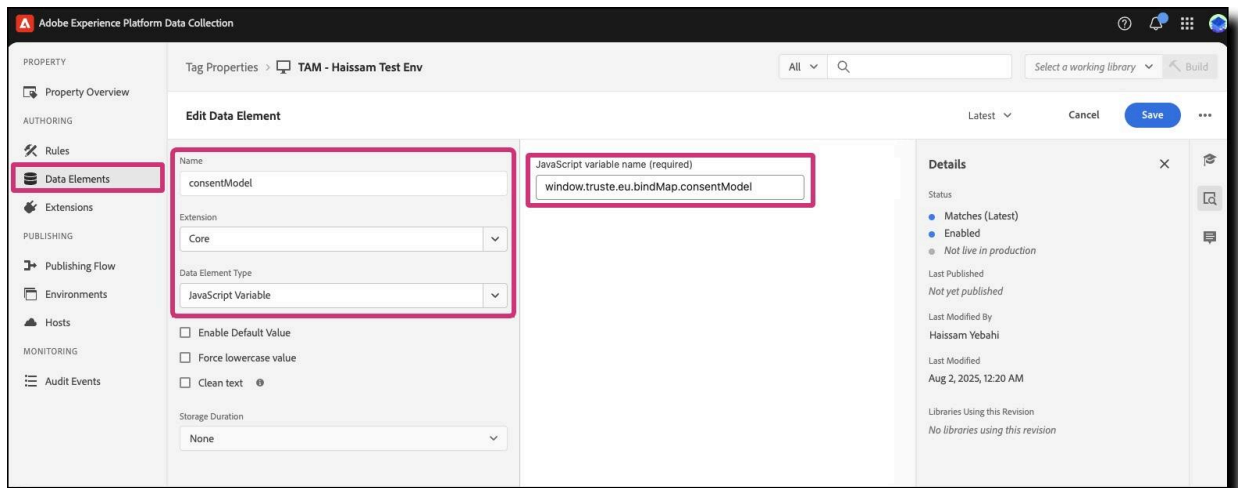 Adobe Experience Platform Data Collection
PROPERTY
Property Overview
AUTHORING
Rules
Data Elements
Extensions
PUBLISHING
Publishing Flow
Environments
Hosts
MONITORING
Audit Events
Tag Properties > TAM - Haissam Test Env
All
Select a working library
Build
Edit Data Element
Latest
Cancel
Save
Name
consentModel
Extension
Core
Data Element Type
JavaScript Variable
Enable Default Value
Force lowercase value
Clean text
Storage Duration
None
JavaScript variable name (required)
window.truste.eu.bindMap.consentModel
Details
Status
Matches (Latest)
Enabled
Not live in production
Last Published
Not yet published
Last Modified By
Haissam Yebahi
Last Modified
Aug 2, 2025, 12:20 AM
Libraries Using this Revision
No libraries using this revision